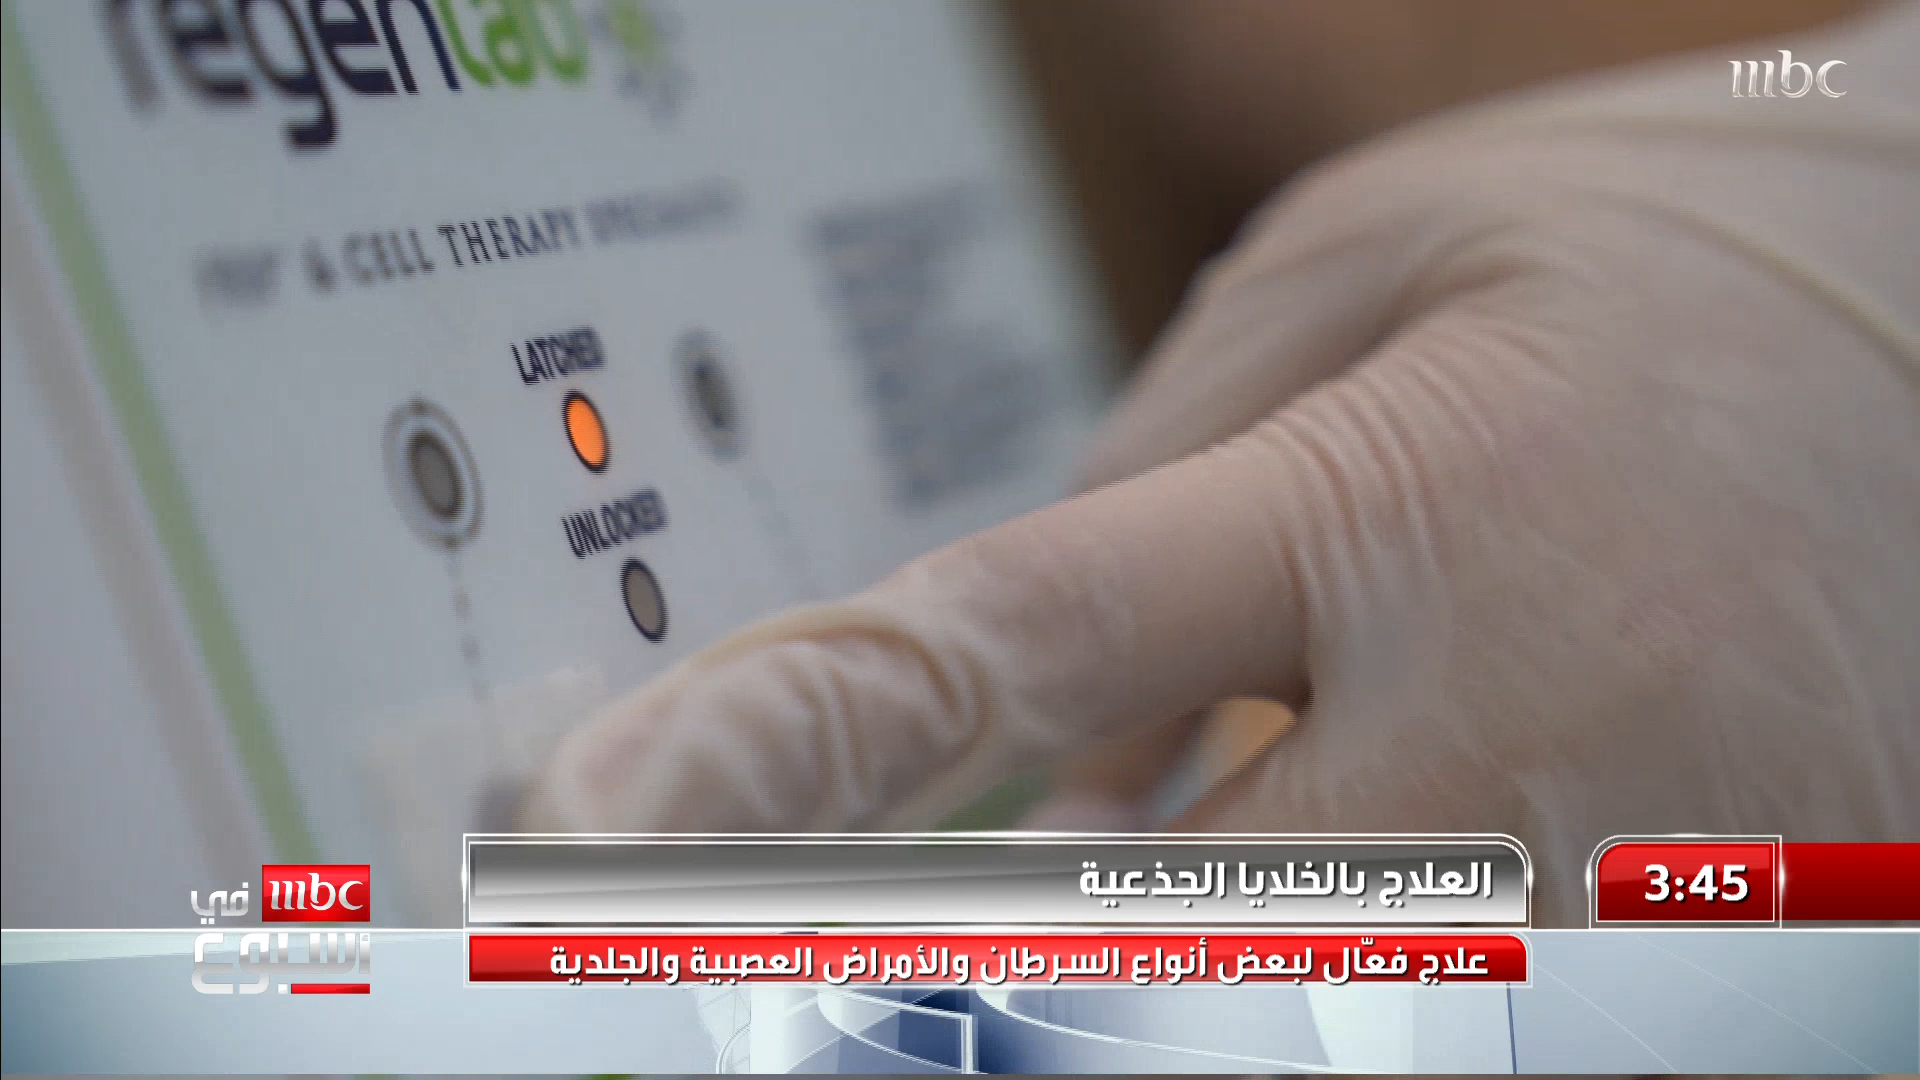 regenlab
mbc
& CELL THERAPY
LATCHED
UNLOCKED
العلاج بالخلايا الجذعية
3:45
علاج فعّال لبعض أنواع السرطان والأمراض العصبية والجلدية
mbc في
أسبوع